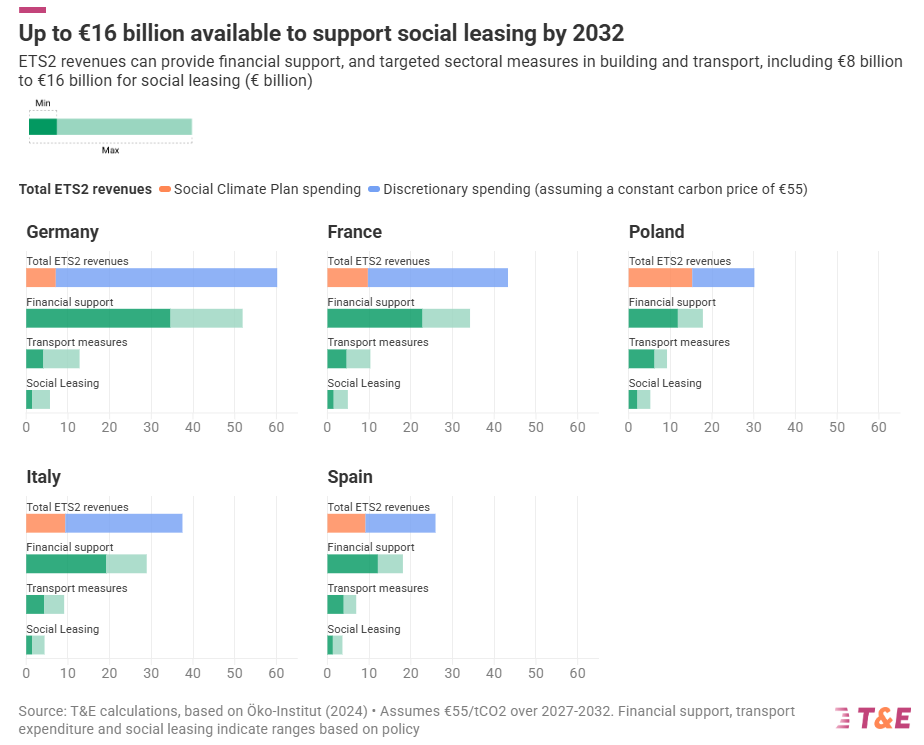 Up to €16 billion available to support social leasing by 2032
ETS2 revenues can provide financial support, and targeted sectoral measures in building and transport, including €8 billion
to €16 billion for social leasing (€ billion)
Min
Max
Total ETS2 revenues Social Climate Plan spending Discretionary spending (assuming a constant carbon price of €55)
Germany
Total ETS2 revenues
Financial support
Transport measures
Social Leasing
0 10 20 30 40 50 60
France
Total ETS2 revenues
Financial support
Transport measures
Social Leasing
0 10 20 30 40 50 60
Poland
Total ETS2 revenues
Financial support
Transport measures
Social Leasing
0 10 20 30 40 50 60
Italy
Total ETS2 revenues
Financial support
Transport measures
Social Leasing
0 10 20 30 40 50 60
Spain
Total ETS2 revenues
Financial support
Transport measures
Social Leasing
0 10 20 30 40 50 60
Source: T&E calculations, based on Öko-Institut (2024) • Assumes €55/tCO2 over 2027-2032. Financial support, transport
expenditure and social leasing indicate ranges based on policy
T&E